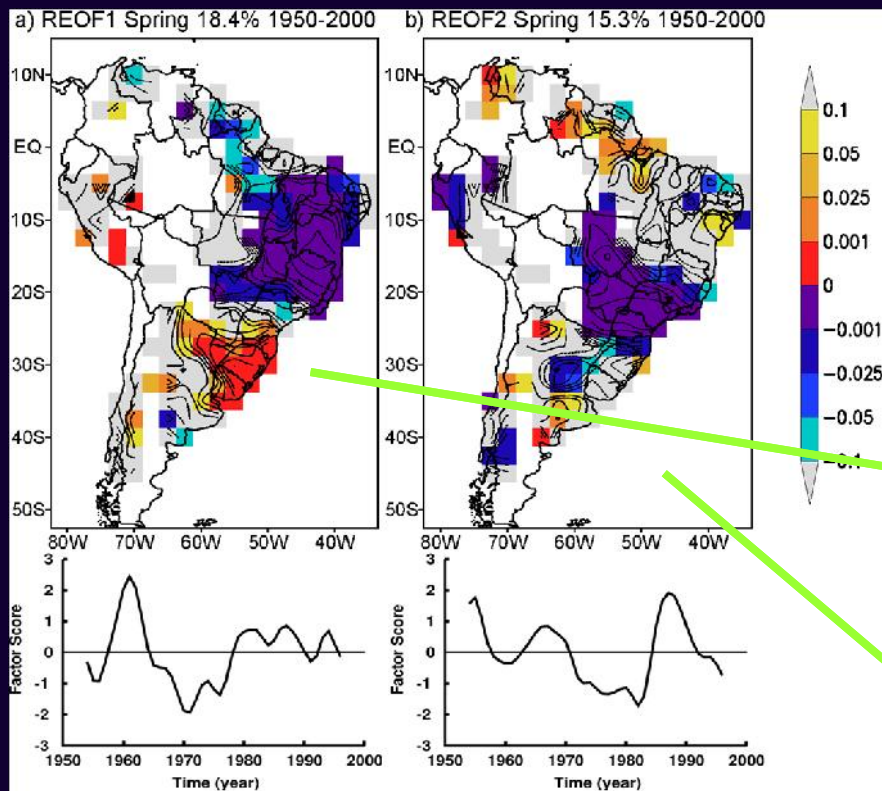 a) REOF1 Spring 18.4% 1950-2000
b) REOF2 Spring 15.3% 1950-2000
10N
EQ
10S
20S
30S
40S
50S
80W 70W 60W 50W 40W
10N
EQ
10S
20S
30S
40S
50S
80W 70W 60W 50W 40W
0.1
0.05
0.025
0.001
0
-0.001
-0.025
-0.05
-0.1
Factor Score
3
2
1
0
-1
-2
-3
1950 1960 1970 1980 1990 2000
Time (year)
Factor Score
3
2
1
0
-1
-2
-3
1950 1960 1970 1980 1990 2000
Time (year)